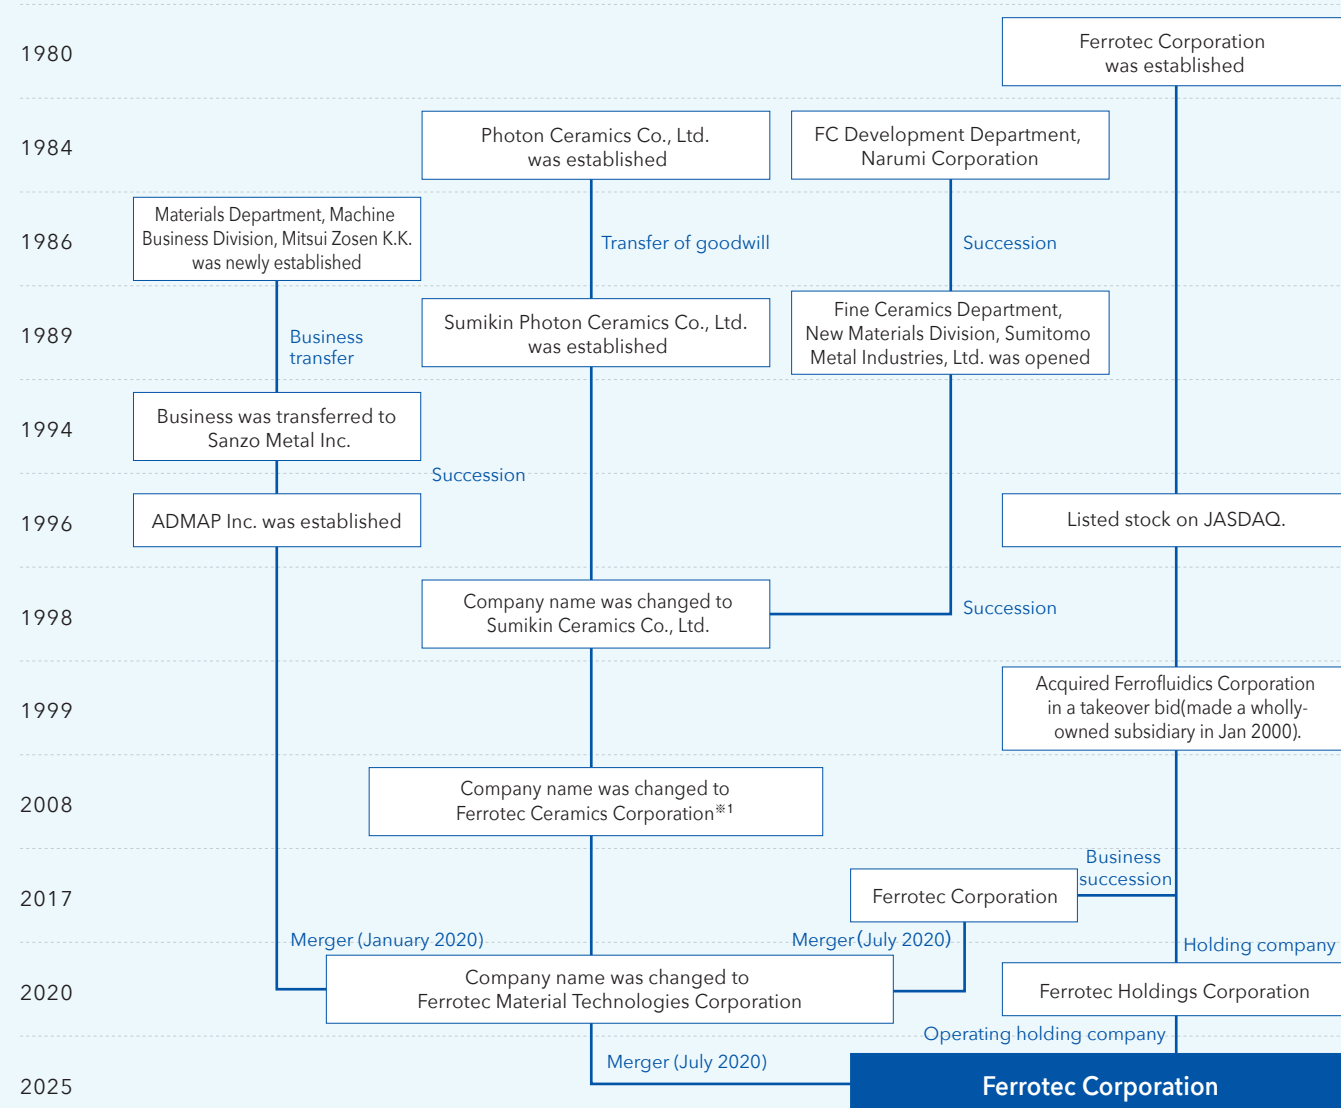 1980
Ferrotec Corporation
was established
1984
Photon Ceramics Co., Ltd.
was established
FC Development Department,
Narumi Corporation
1986
Materials Department, Machine
Business Division, Mitsui Zosen K.K.
was newly established
Transfer of goodwill
Succession
1989
Business
transfer
Sumikin Photon Ceramics Co., Ltd.
was established
Fine Ceramics Department,
New Materials Division, Sumitomo
Metal Industries, Ltd. was opened
1994
Business was transferred to
Sanzo Metal Inc.
Succession
1996
ADMAP Inc. was established
Listed stock on JASDAQ.
1998
Company name was changed to
Sumikin Ceramics Co., Ltd.
Succession
1999
Acquired Ferrofluidics Corporation
in a takeover bid(made a wholly-
owned subsidiary in Jan 2000).
2008
Company name was changed to
Ferrotec Ceramics Corporation※1
2017
Ferrotec Corporation
Business
succession
Merger (January 2020)
Merger(July 2020)
Holding company
2020
Company name was changed to
Ferrotec Material Technologies Corporation
Ferrotec Holdings Corporation
Operating holding company
Merger (July 2020)
2025
Ferrotec Corporation